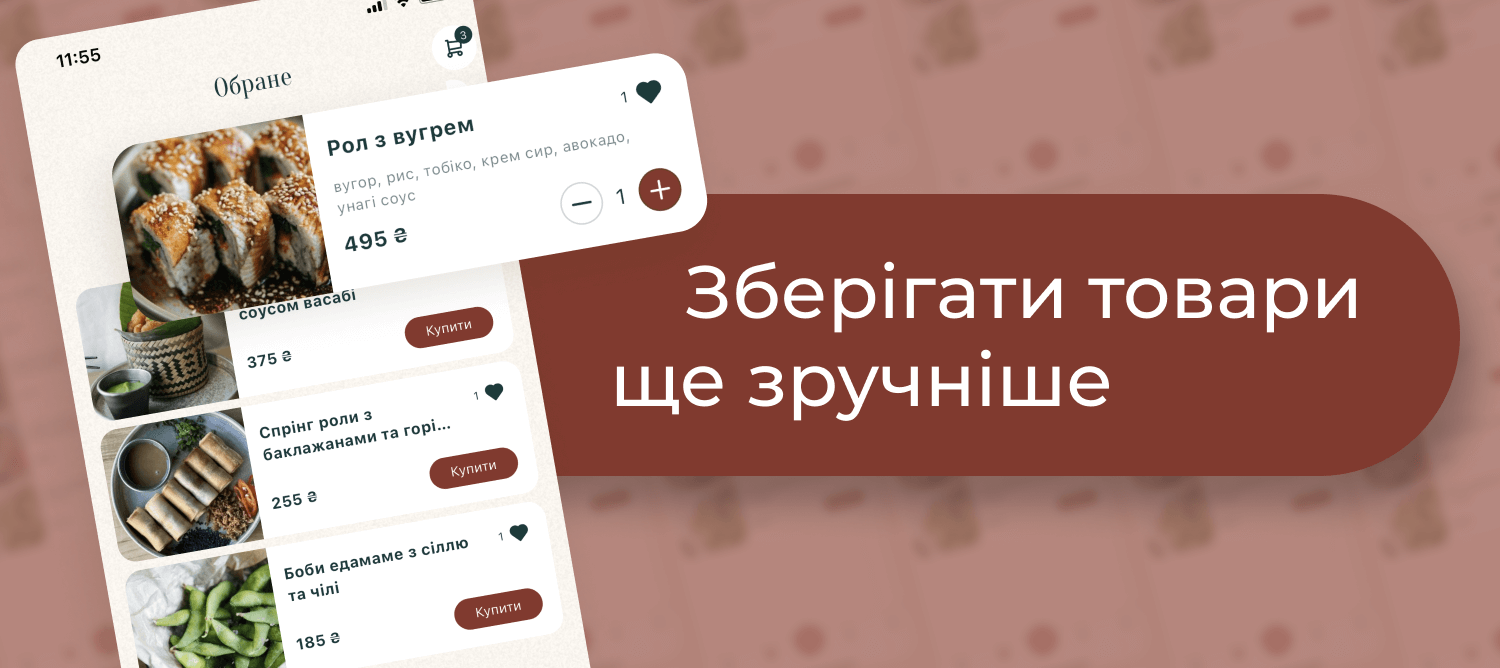 11:55
3
Обране
1
Рол з вугрем
вугор, рис, тобіко, крем сир, авокадо,
унагі соус
1
495 ₴
соусом васабі
Купити
375 ₴
1
Спрінг роли з
баклажанами та горі...
Купити
255 ₴
1
Боби едамаме з сіллю
та чілі
Купити
185 ₴
Зберігати товари
ще зручніше